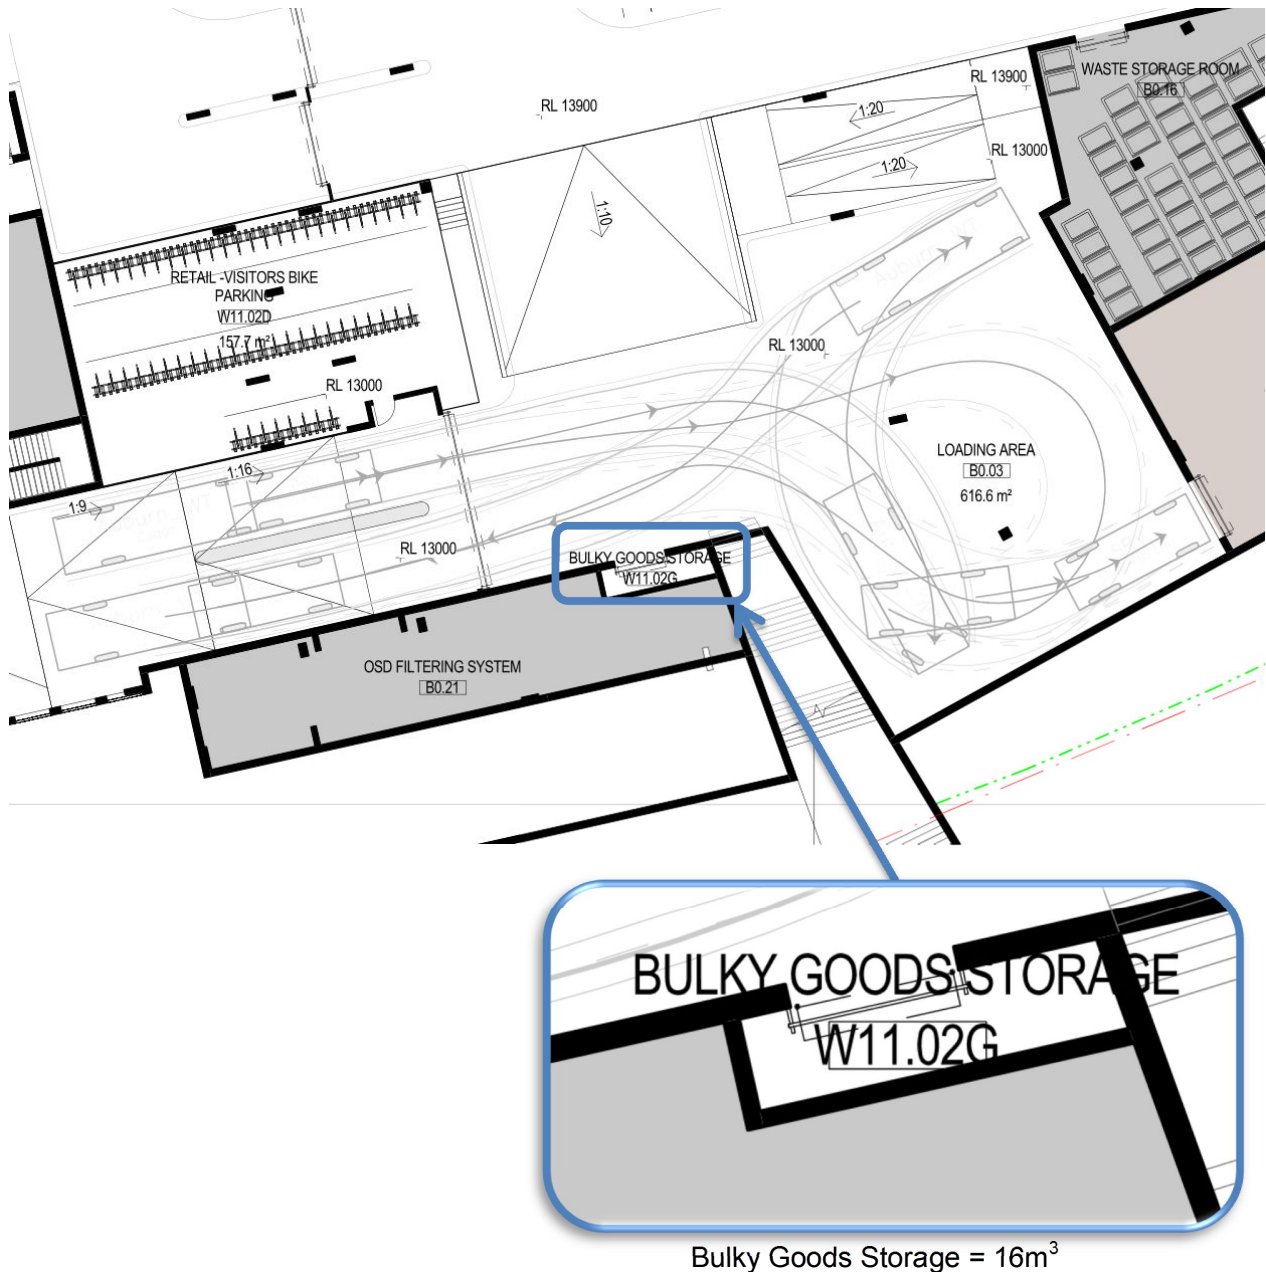 WASTE STORAGE ROOM
B0.16
RL 13900
RL 13900
1:20
1:20
RL 13000
1:10
RETAIL -VISITORS BIKE
PARKING
W11.02D
157.7 m²
RL 13000
RL 13000
LOADING AREA
B0.03
616.6 m²
1:16
1:9
RL 13000
BULKY GOODS STORAGE
W11.02G
OSD FILTERING SYSTEM
B0.21
BULKY GOODS STORAGE
W11.02G
Bulky Goods Storage = 16m³